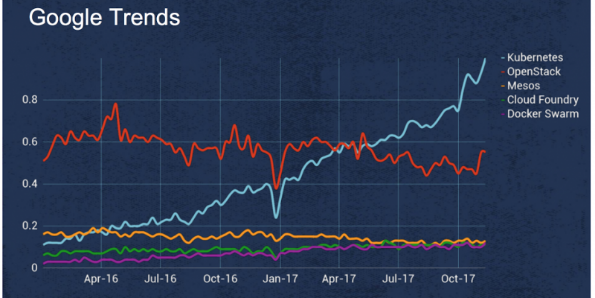 Google Trends
- Kubernetes
- OpenStack
- Mesos
- Cloud Foundry
- Docker Swarm
0.8
0.6
0.4
0.2
0
Apr-16 Jul-16 Oct-16 Jan-17 Apr-17 Jul-17 Oct-17